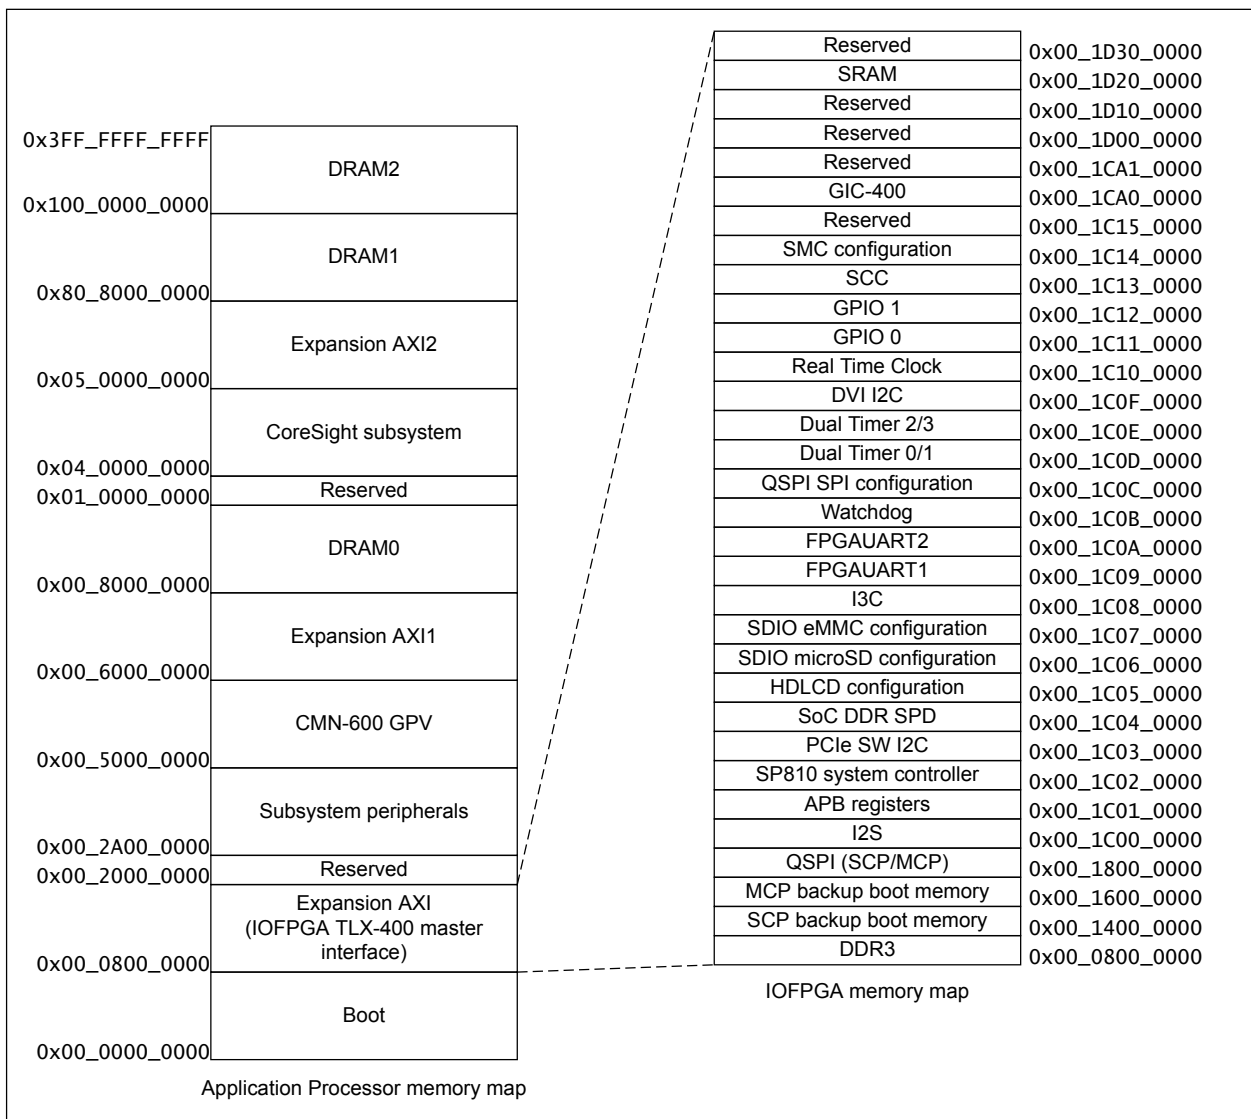 0x3FF_FFFF_FFFF
DRAM2
0x100_0000_0000
DRAM1
0x80_8000_0000
Expansion AXI2
0x05_0000_0000
CoreSight subsystem
0x04_0000_0000
Reserved
0x01_0000_0000
DRAM0
0x00_8000_0000
Expansion AXI1
0x00_6000_0000
CMN-600 GPV
0x00_5000_0000
Subsystem peripherals
0x00_2A00_0000
Reserved
0x00_2000_0000
Expansion AXI
(IOFPGA TLX-400 master
interface)
0x00_0800_0000
Boot
0x00_0000_0000
Application Processor memory map
Reserved 0x00_1D30_0000
SRAM 0x00_1D20_0000
Reserved 0x00_1D10_0000
Reserved 0x00_1D00_0000
Reserved 0x00_1CA1_0000
GIC-400 0x00_1CA0_0000
Reserved 0x00_1C15_0000
SMC configuration 0x00_1C14_0000
SCC 0x00_1C13_0000
GPIO 1 0x00_1C12_0000
GPIO 0 0x00_1C11_0000
Real Time Clock 0x00_1C10_0000
DVI I2C 0x00_1C0F_0000
Dual Timer 2/3 0x00_1C0E_0000
Dual Timer 0/1 0x00_1C0D_0000
QSPI SPI configuration 0x00_1C0C_0000
Watchdog 0x00_1C0B_0000
FPGAUART2 0x00_1C0A_0000
FPGAUART1 0x00_1C09_0000
I3C 0x00_1C08_0000
SDIO eMMC configuration 0x00_1C07_0000
SDIO microSD configuration 0x00_1C06_0000
HDLCD configuration 0x00_1C05_0000
SoC DDR SPD 0x00_1C04_0000
PCIe SW I2C 0x00_1C03_0000
SP810 system controller 0x00_1C02_0000
APB registers 0x00_1C01_0000
I2S 0x00_1C00_0000
QSPI (SCP/MCP) 0x00_1800_0000
MCP backup boot memory 0x00_1600_0000
SCP backup boot memory 0x00_1400_0000
DDR3 0x00_0800_0000
IOFPGA memory map